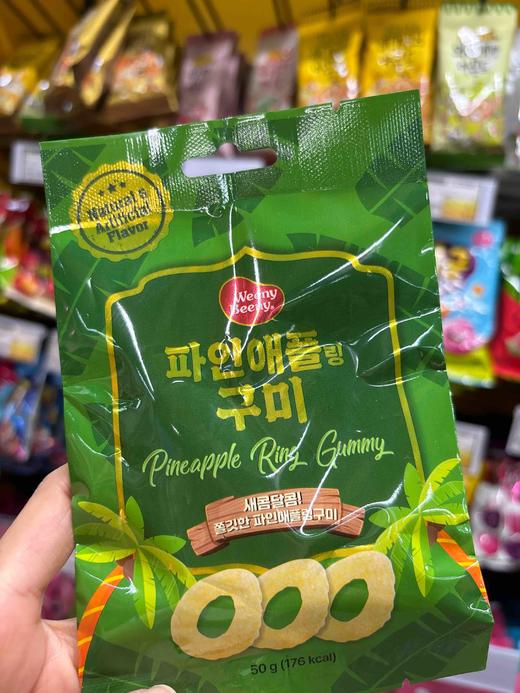 Natural &
Artificial
Flavor
Weeny
Beeny®
파인애플링
구미
Pineapple Ring Gummy
새콤달콤!
쫄깃한 파인애플링구미
50 g (176 kcal)